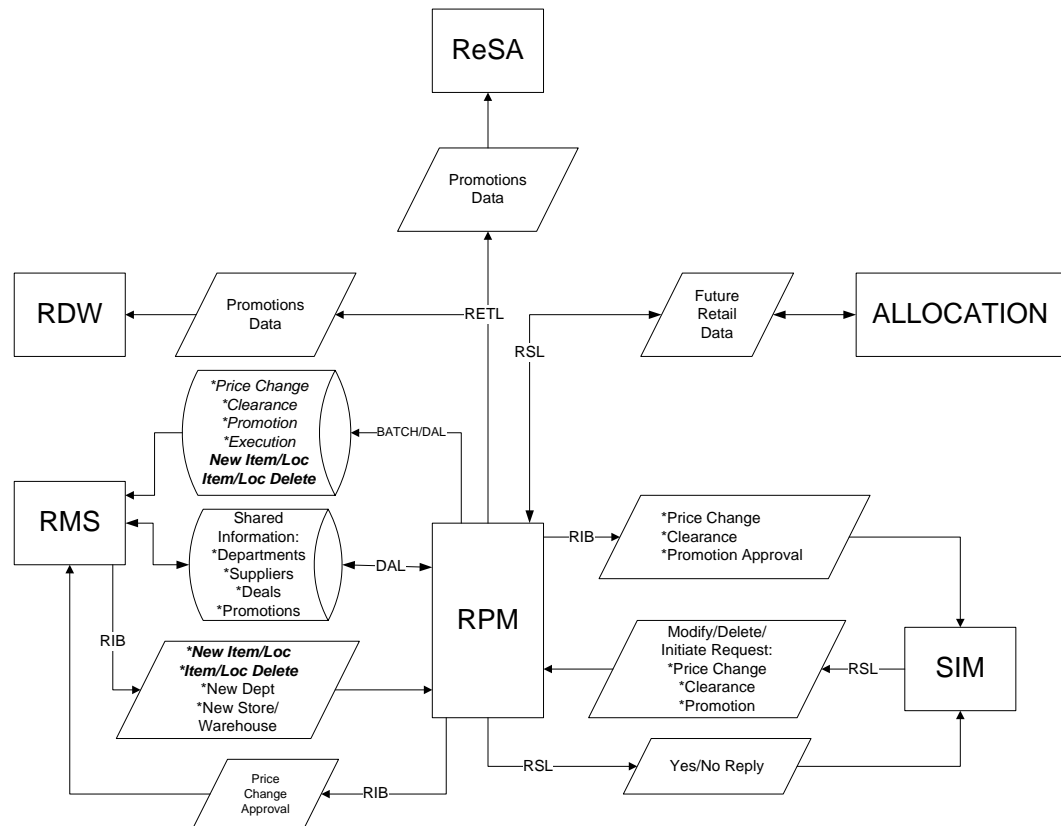 ReSA
Promotions
Data
RDW
Promotions
Data
RETL
RSL
Future
Retail
Data
ALLOCATION
*Price Change
*Clearance
*Promotion
*Execution
New Item/Loc
Item/Loc Delete
BATCH/DAL
RMS
Shared
Information:
*Departments
*Suppliers
*Deals
*Promotions
DAL
RPM
RIB
*Price Change
*Clearance
*Promotion Approval
RIB
*New Item/Loc
*Item/Loc Delete
*New Dept
*New Store/
Warehouse
Modify/Delete/
Initiate Request:
*Price Change
*Clearance
*Promotion
RSL
SIM
RSL
Yes/No Reply
Price
Change
Approval
RIB